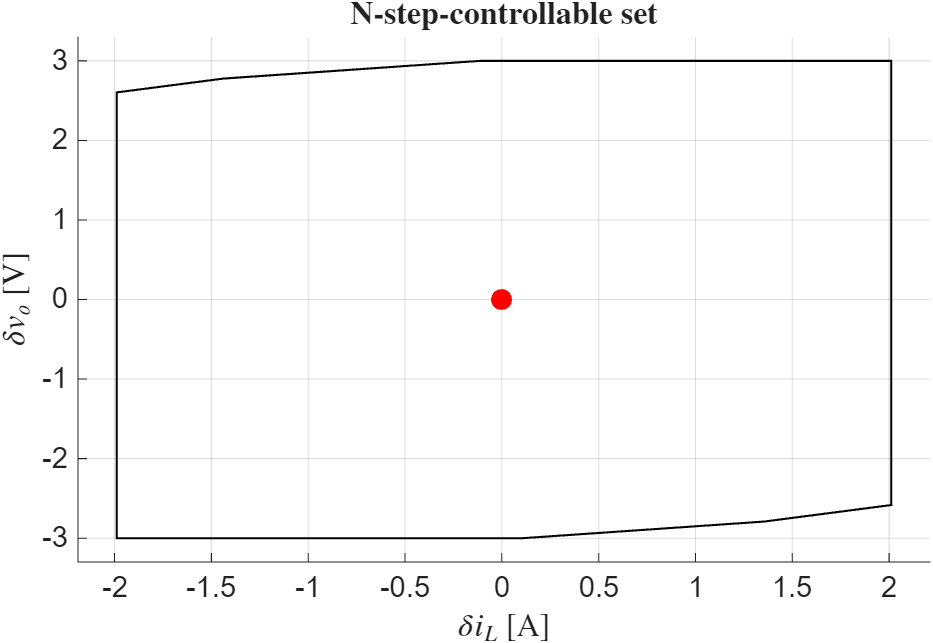 N-step-controllable set
3
2
1
0
-1
-2
-3
δv_o [V]
-2 -1.5 -1 -0.5 0 0.5 1 1.5 2
δi_L [A]